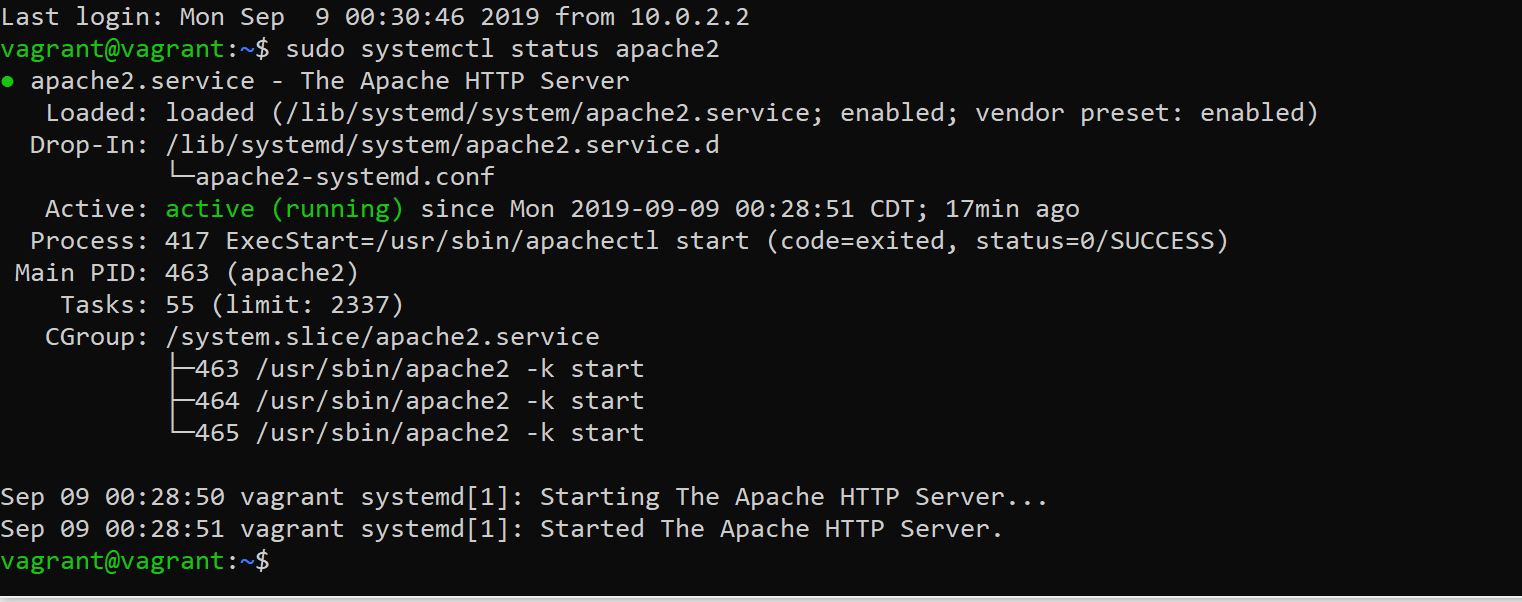 Last login: Mon Sep  9 00:30:46 2019 from 10.0.2.2
vagrant@vagrant:~$ sudo systemctl status apache2
● apache2.service - The Apache HTTP Server
   Loaded: loaded (/lib/systemd/system/apache2.service; enabled; vendor preset: enabled)
  Drop-In: /lib/systemd/system/apache2.service.d
           └─apache2-systemd.conf
   Active: active (running) since Mon 2019-09-09 00:28:51 CDT; 17min ago
  Process: 417 ExecStart=/usr/sbin/apachectl start (code=exited, status=0/SUCCESS)
 Main PID: 463 (apache2)
    Tasks: 55 (limit: 2337)
   CGroup: /system.slice/apache2.service
           ├─463 /usr/sbin/apache2 -k start
           ├─464 /usr/sbin/apache2 -k start
           └─465 /usr/sbin/apache2 -k start

Sep 09 00:28:50 vagrant systemd[1]: Starting The Apache HTTP Server...
Sep 09 00:28:51 vagrant systemd[1]: Started The Apache HTTP Server.
vagrant@vagrant:~$